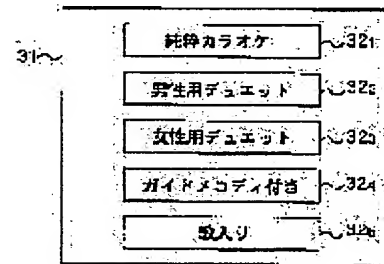 31
純粋カラオケ 32₁
男性用デュエット 32₂
女性用デュエット 32₃
ガイドメロディ付き 32₄
歌入り 32₅